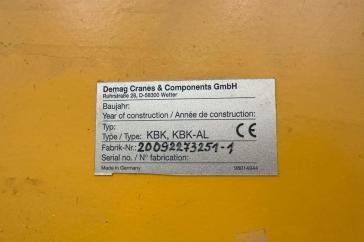 Demag Cranes & Components GmbH
Ruhrstraße 28, D-58300 Wetter
Baujahr:
Year of construction / Année de construction:
Typ:
Type / Type: KBK, KBK-AL CE
Fabrik-Nr.: 20092273251-1
Serial no. / N° fabrication:
Made in Germany 98014944